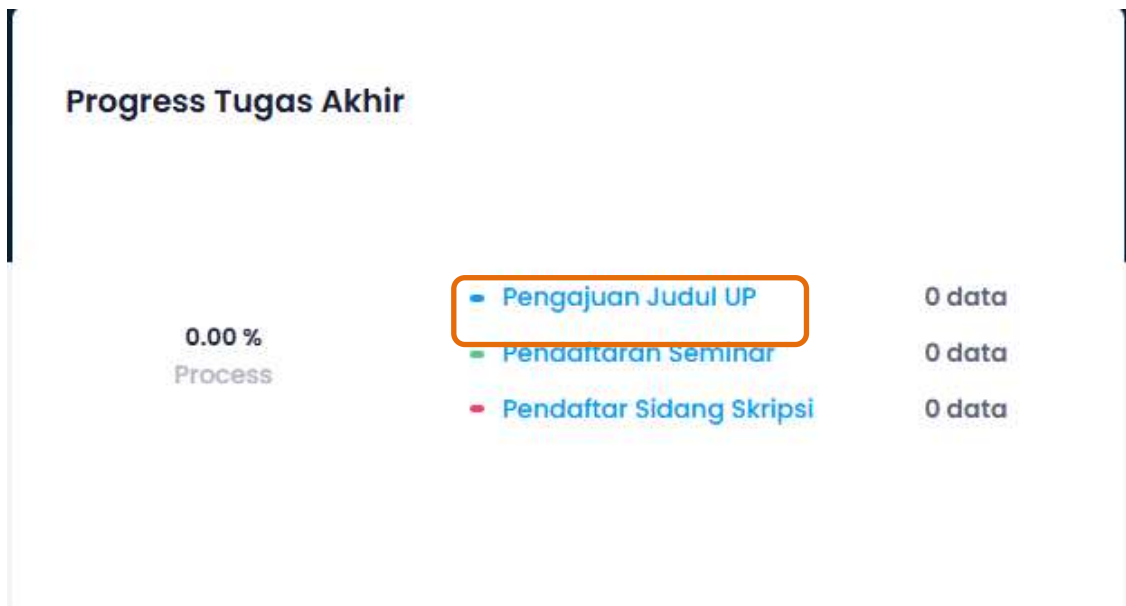 Progress Tugas Akhir
Pengajuan Judul UP 0 data
0.00 %
Pendaftaran Seminar 0 data
Process
Pendaftar Sidang Skripsi 0 data